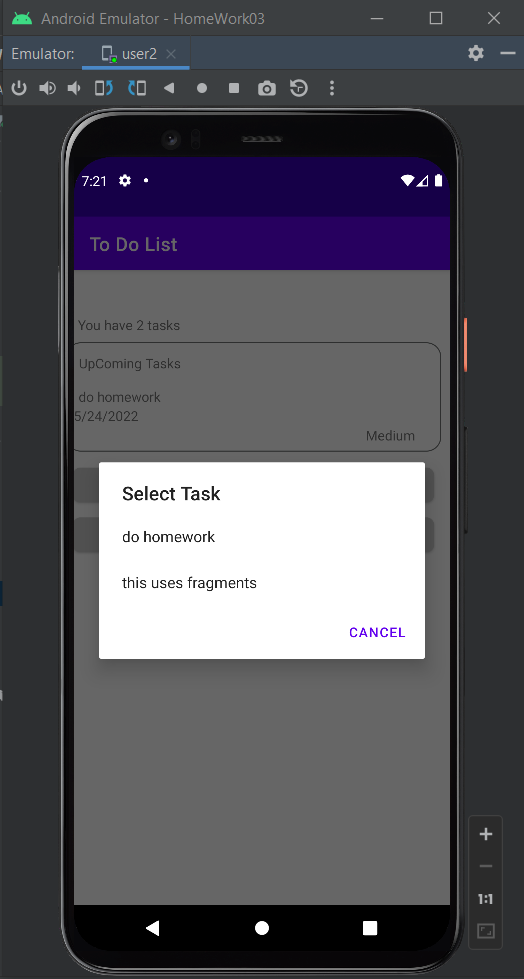 Android Emulator - HomeWork03
Emulator: user2
7:21
To Do List
You have 2 tasks
UpComing Tasks
do homework
5/24/2022
Medium
Select Task
do homework
this uses fragments
CANCEL
1:1